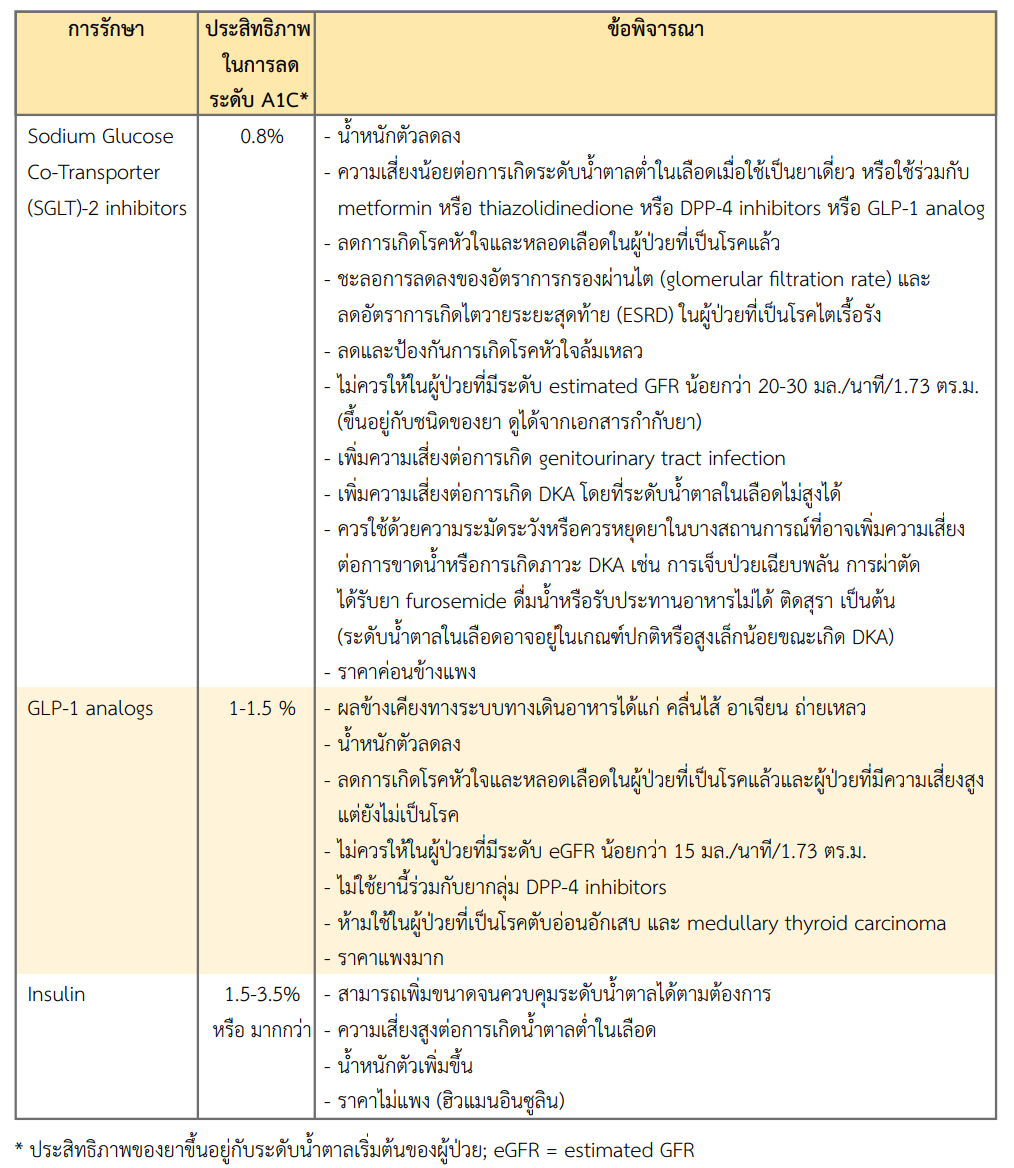 การรักษา
ประสิทธิภาพ
ในการลด
ระดับ A1C*
ข้อพิจารณา
Sodium Glucose
Co-Transporter
(SGLT)-2 inhibitors
0.8%
- น้ำหนักตัวลดลง
- ความเสี่ยงน้อยต่อการเกิดระดับน้ำตาลต่ำในเลือดเมื่อใช้เป็นยาเดี่ยว หรือใช้ร่วมกับ
metformin หรือ thiazolidinedione หรือ DPP-4 inhibitors หรือ GLP-1 analog
- ลดการเกิดโรคหัวใจและหลอดเลือดในผู้ป่วยที่เป็นโรคแล้ว
- ชะลอการลดลงของอัตราการกรองผ่านไต (glomerular filtration rate) และ
ลดอัตราการเกิดไตวายระยะสุดท้าย (ESRD) ในผู้ป่วยที่เป็นโรคไตเรื้อรัง
- ลดและป้องกันการเกิดโรคหัวใจล้มเหลว
- ไม่ควรให้ในผู้ป่วยที่มีระดับ estimated GFR น้อยกว่า 20-30 มล./นาที/1.73 ตร.ม.
(ขึ้นอยู่กับชนิดของยา ดูได้จากเอกสารกำกับยา)
- เพิ่มความเสี่ยงต่อการเกิด genitourinary tract infection
- เพิ่มความเสี่ยงต่อการเกิด DKA โดยที่ระดับน้ำตาลในเลือดไม่สูงได้
- ควรใช้ด้วยความระมัดระวังหรือควรหยุดยาในบางสถานการณ์ที่อาจเพิ่มความเสี่ยง
ต่อการขาดน้ำหรือการเกิดภาวะ DKA เช่น การเจ็บป่วยเฉียบพลัน การผ่าตัด
ได้รับยา furosemide ดื่มน้ำหรือรับประทานอาหารไม่ได้ ติดสุรา เป็นต้น
(ระดับน้ำตาลในเลือดอาจอยู่ในเกณฑ์ปกติหรือสูงเล็กน้อยขณะเกิด DKA)
- ราคาค่อนข้างแพง
GLP-1 analogs
1-1.5 %
- ผลข้างเคียงทางระบบทางเดินอาหารได้แก่ คลื่นไส้ อาเจียน ถ่ายเหลว
- น้ำหนักตัวลดลง
- ลดการเกิดโรคหัวใจและหลอดเลือดในผู้ป่วยที่เป็นโรคแล้วและผู้ป่วยที่มีความเสี่ยงสูง
แต่ยังไม่เป็นโรค
- ไม่ควรให้ในผู้ป่วยที่มีระดับ eGFR น้อยกว่า 15 มล./นาที/1.73 ตร.ม.
- ไม่ใช้ยานี้ร่วมกับยากลุ่ม DPP-4 inhibitors
- ห้ามใช้ในผู้ป่วยที่เป็นโรคตับอ่อนอักเสบ และ medullary thyroid carcinoma
- ราคาแพงมาก
Insulin
1.5-3.5%
หรือ มากกว่า
- สามารถเพิ่มขนาดจนควบคุมระดับน้ำตาลได้ตามต้องการ
- ความเสี่ยงสูงต่อการเกิดน้ำตาลต่ำในเลือด
- น้ำหนักตัวเพิ่มขึ้น
- ราคาไม่แพง (ฮิวแมนอินซูลิน)
* ประสิทธิภาพของยาขึ้นอยู่กับระดับน้ำตาลเริ่มต้นของผู้ป่วย; eGFR = estimated GFR